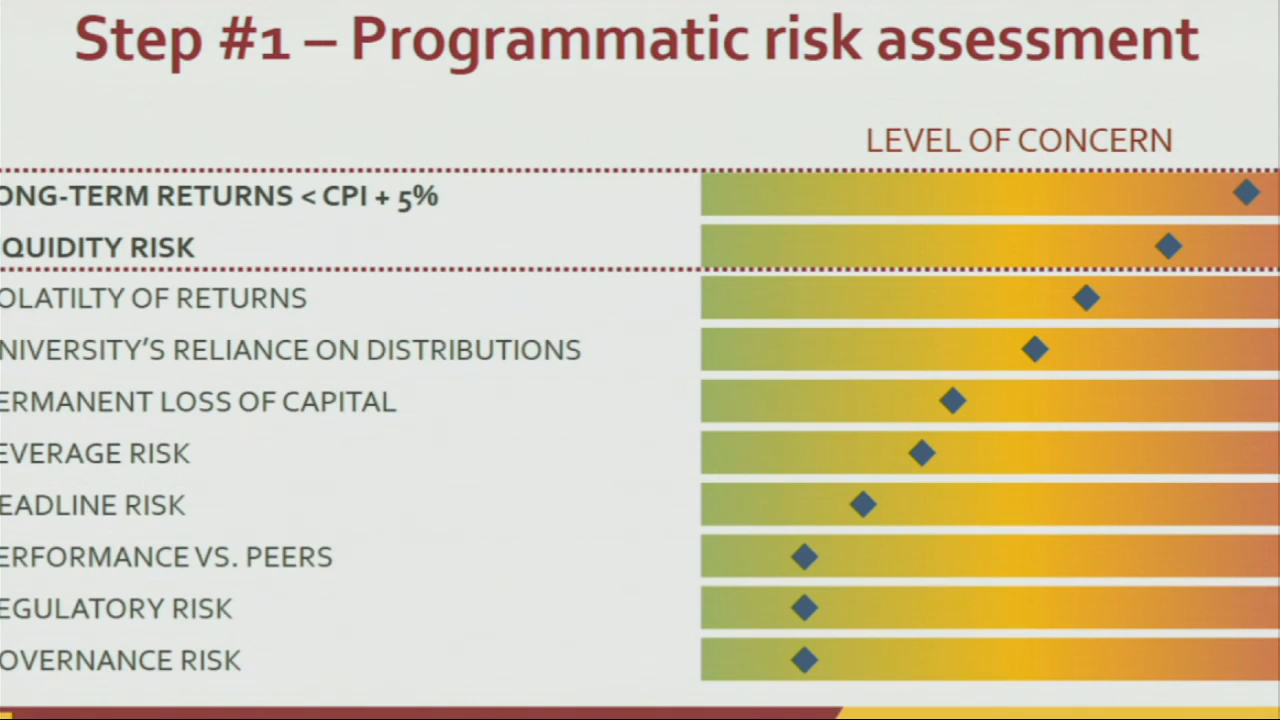 Step #1 – Programmatic risk assessment
LEVEL OF CONCERN
ONG-TERM RETURNS < CPI + 5%
QUIDITY RISK
OLATILTY OF RETURNS
NIVERSITY'S RELIANCE ON DISTRIBUTIONS
ERMANENT LOSS OF CAPITAL
EVERAGE RISK
EADLINE RISK
ERFORMANCE VS. PEERS
EGULATORY RISK
OVERNANCE RISK